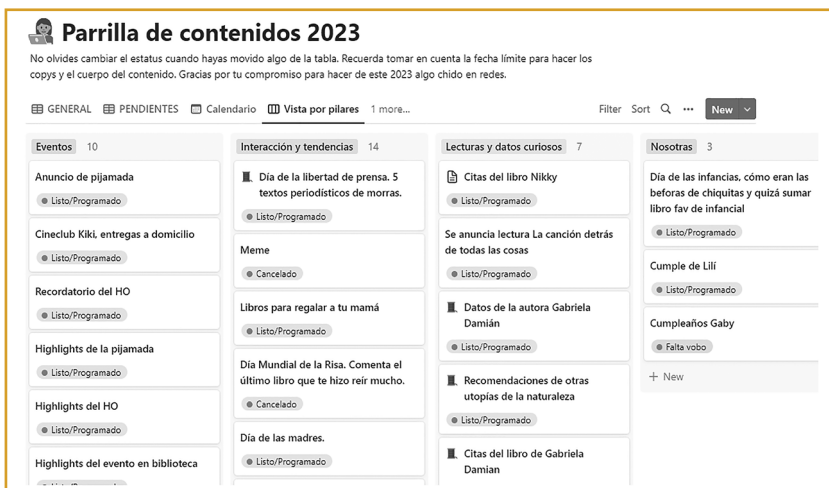 Parrilla de contenidos 2023
No olvides cambiar el estatus cuando hayas movido algo de la tabla. Recuerda tomar en cuenta la fecha límite para hacer los
copys y el cuerpo del contenido. Gracias por tu compromiso para hacer de este 2023 algo chido en redes.
GENERAL PENDIENTES Calendario Vista por pilares 1 more... Filter Sort ••• New
Eventos 10
Anuncio de pijamada
Listo/Programado
Cineclub Kiki, entregas a domicilio
Listo/Programado
Recordatorio del HO
Listo/Programado
Highlights de la pijamada
Listo/Programado
Highlights del HO
Listo/Programado
Highlights del evento en biblioteca
Interacción y tendencias 14
Día de la libertad de prensa. 5
textos periodísticos de morras.
Listo/Programado
Meme
Cancelado
Libros para regalar a tu mamá
Listo/Programado
Día Mundial de la Risa. Comenta el
último libro que te hizo reír mucho.
Cancelado
Día de las madres.
Listo/Programado
Lecturas y datos curiosos 7
Citas del libro Nikky
Listo/Programado
Se anuncia lectura La canción detrás
de todas las cosas
Listo/Programado
Datos de la autora Gabriela
Damián
Listo/Programado
Recomendaciones de otras
utopías de la naturaleza
Listo/Programado
Citas del libro de Gabriela
Damian
Nosotras 3
Día de las infancias, cómo eran las
beforas de chiquitas y quizá sumar
libro fav de infancial
Listo/Programado
Cumple de Lilí
Listo/Programado
Cumpleaños Gaby
Falta vobo
+ New